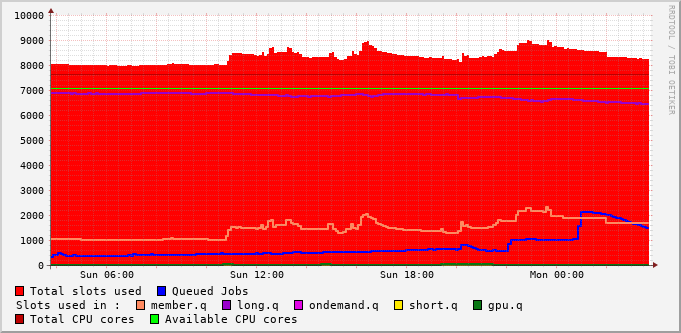 10000
9000
8000
7000
6000
5000
4000
3000
2000
1000
0
Sun 06:00 Sun 12:00 Sun 18:00 Mon 00:00
RRDTOOL / TOBI OETIKER
Total slots used Queued Jobs
Slots used in : member.q long.q ondemand.q short.q gpu.q
Total CPU cores Available CPU cores